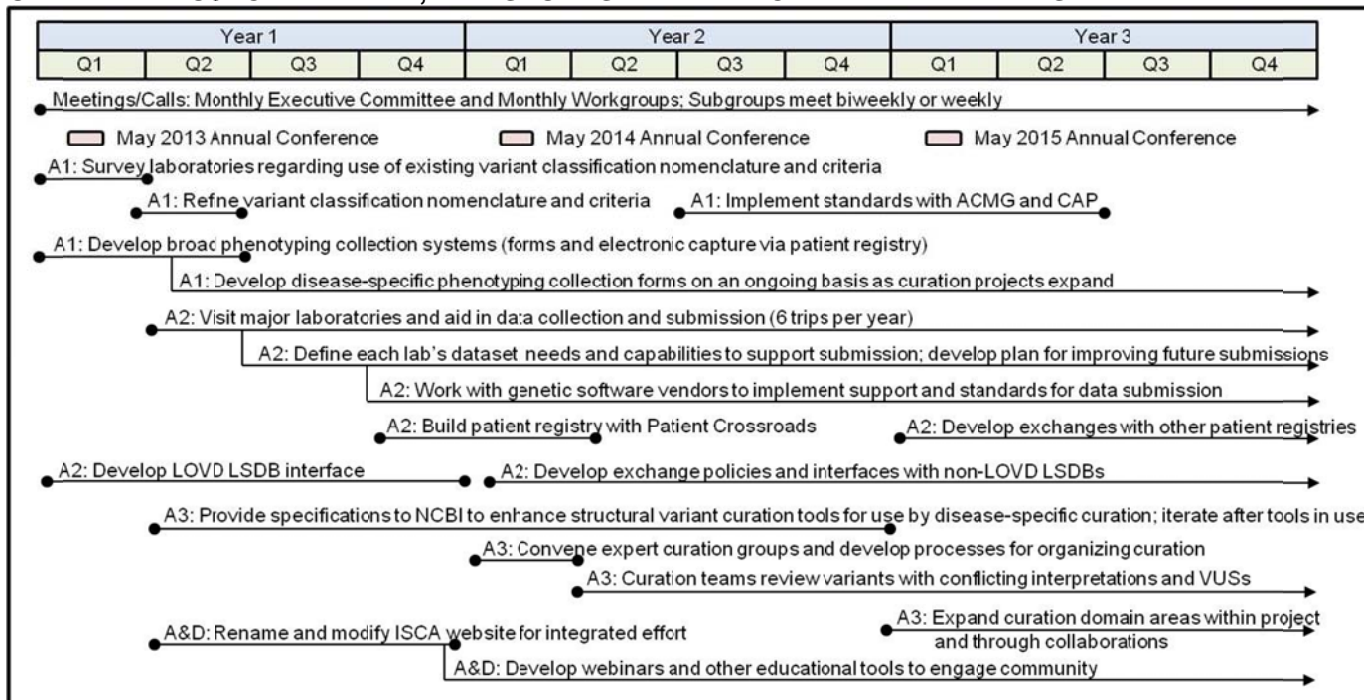 Year 1 Year 2 Year 3
Q1 Q2 Q3 Q4 Q1 Q2 Q3 Q4 Q1 Q2 Q3 Q4
Meetings/Calls: Monthly Executive Committee and Monthly Workgroups; Subgroups meet biweekly or weekly
May 2013 Annual Conference May 2014 Annual Conference May 2015 Annual Conference
A1: Survey laboratories regarding use of existing variant classification nomenclature and criteria
A1: Refine variant classification nomenclature and criteria A1: Implement standards with ACMG and CAP
A1: Develop broad phenotyping collection systems (forms and electronic capture via patient registry)
A1: Develop disease-specific phenotyping collection forms on an ongoing basis as curation projects expand
A2: Visit major laboratories and aid in data collection and submission (6 trips per year)
A2: Define each lab's dataset needs and capabilities to support submission; develop plan for improving future submissions
A2: Work with genetic software vendors to implement support and standards for data submission
A2: Build patient registry with Patient Crossroads A2: Develop exchanges with other patient registries
A2: Develop LOVD LSDB interface A2: Develop exchange policies and interfaces with non-LOVD LSDBs
A3: Provide specifications to NCBI to enhance structural variant curation tools for use by disease-specific curation; iterate after tools in use
A3: Convene expert curation groups and develop processes for organizing curation
A3: Curation teams review variants with conflicting interpretations and VUSs
A&D: Rename and modify ISCA website for integrated effort A3: Expand curation domain areas within project
and through collaborations
A&D: Develop webinars and other educational tools to engage community